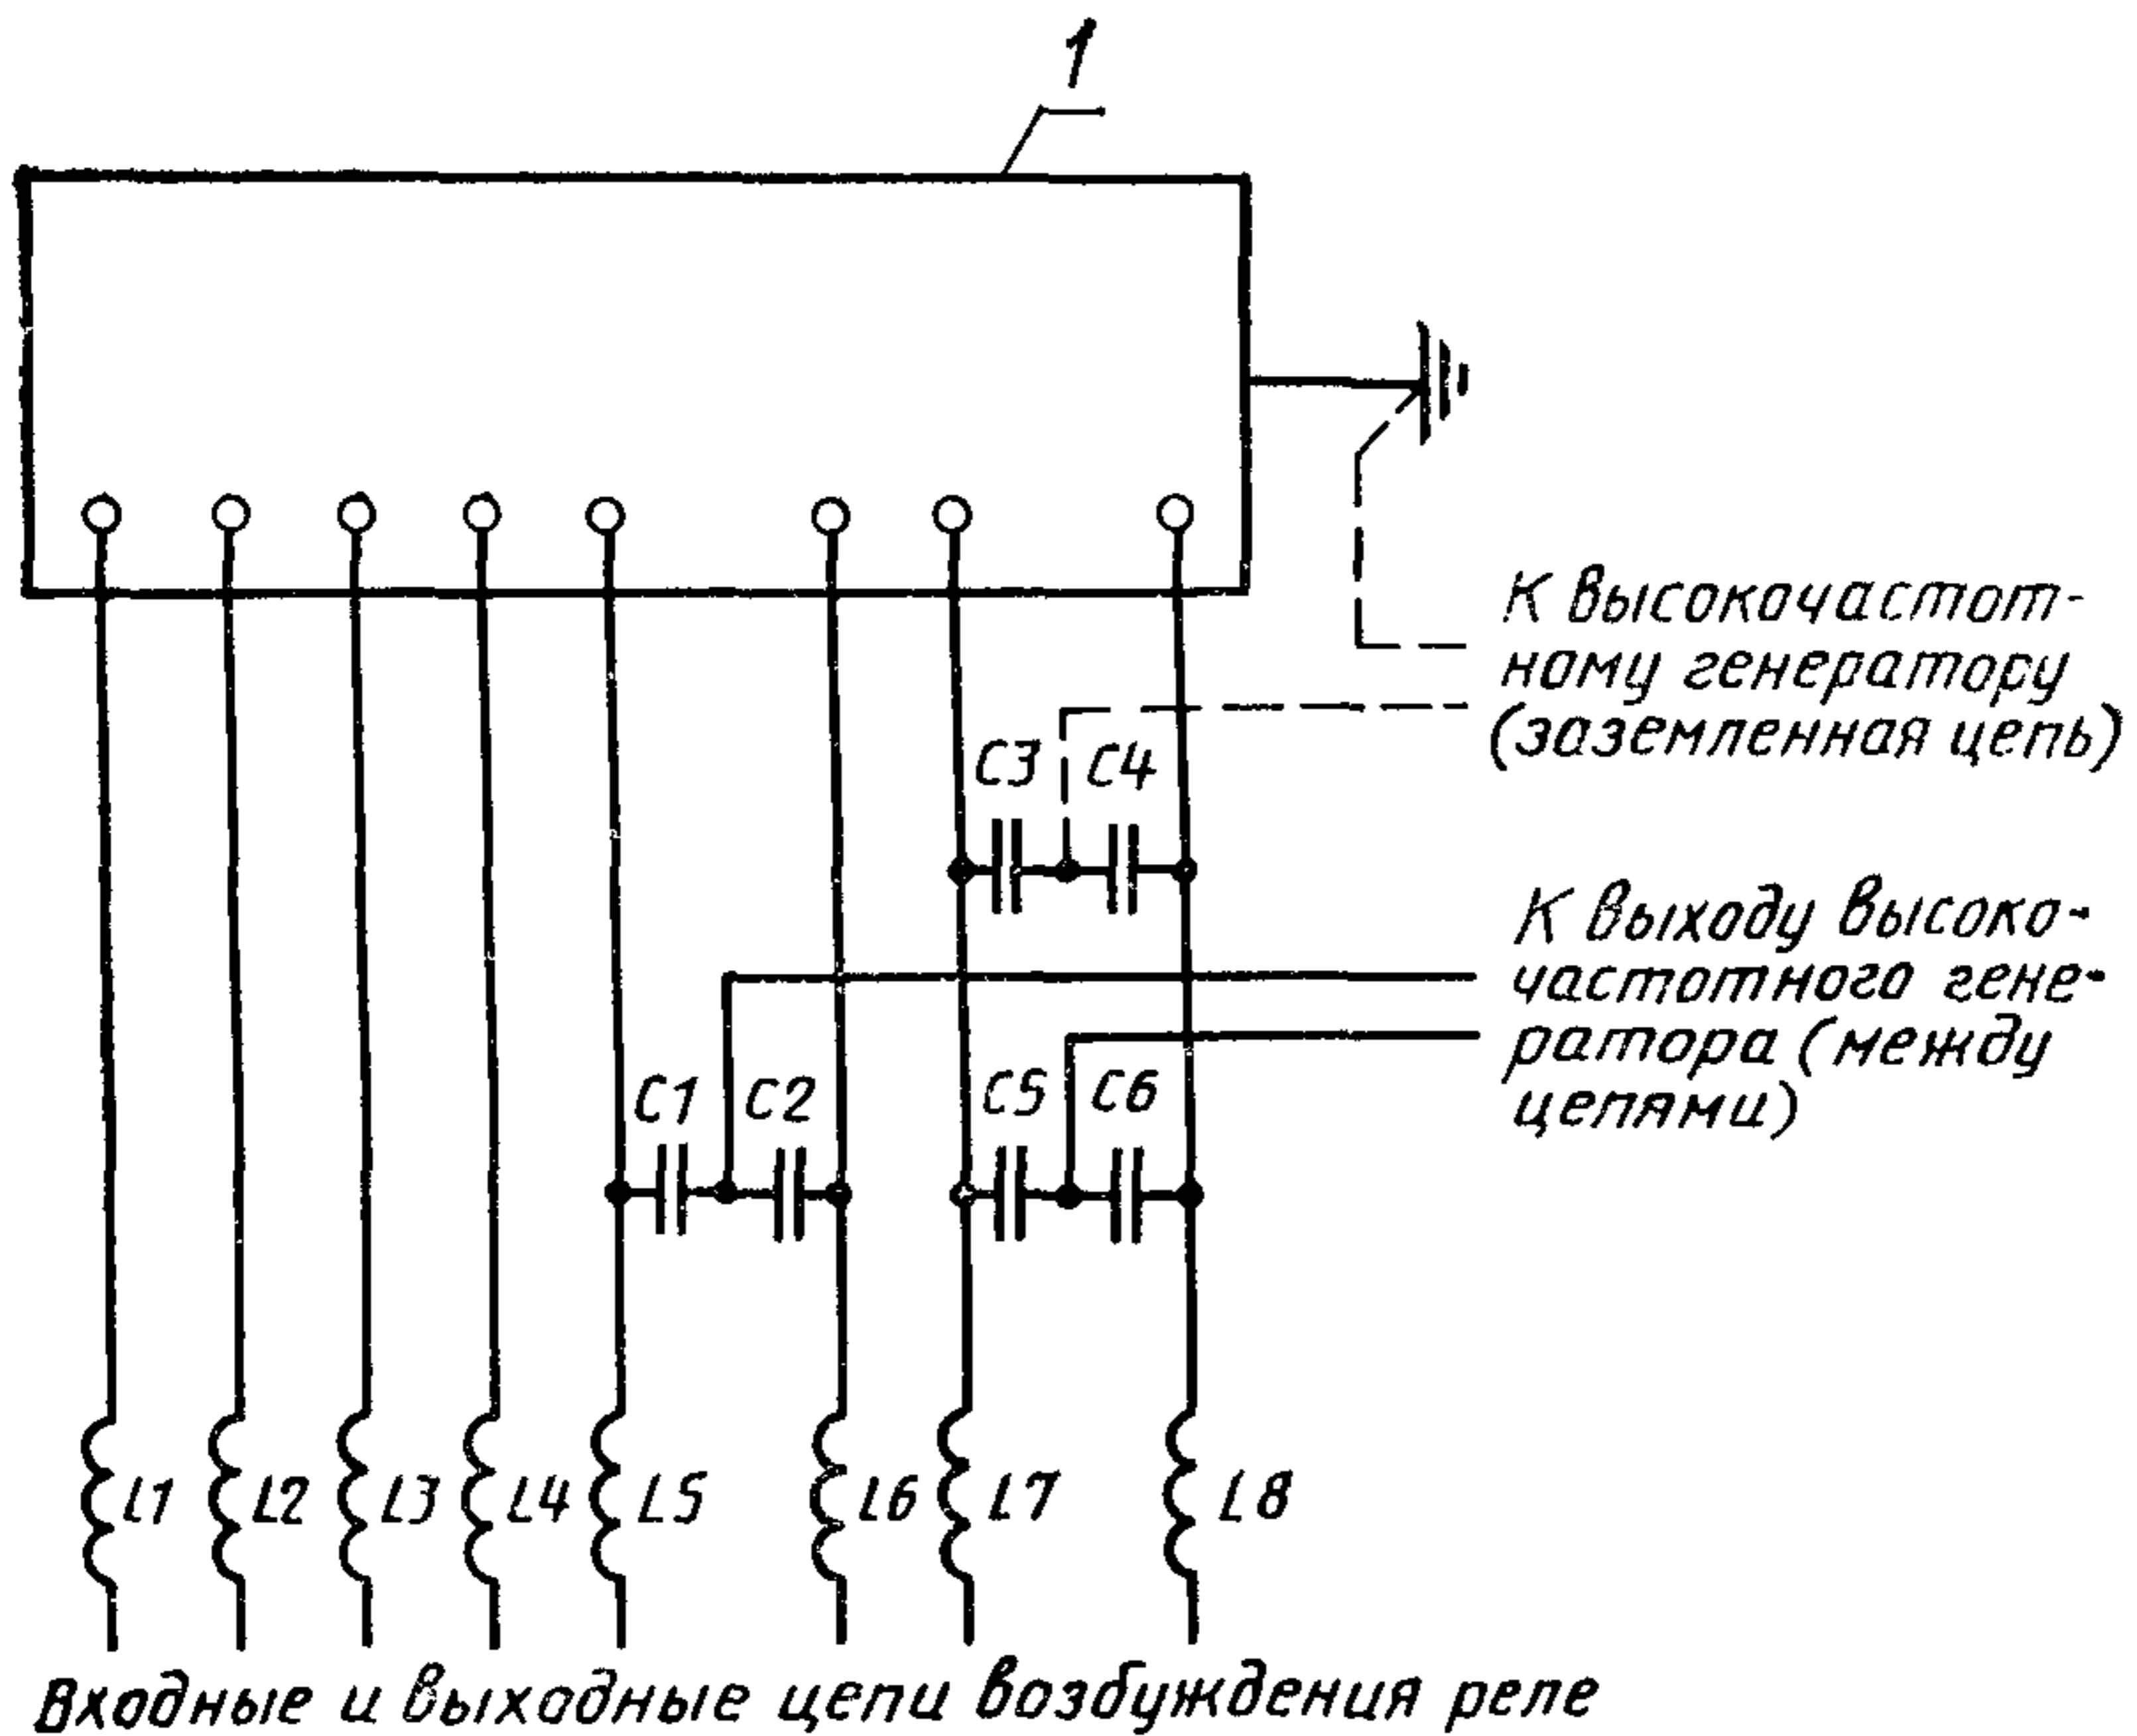 1
К высокочастот-
ному генератору
(заземленная цепь)
C3 C4
К выходу высоко-
частотного гене-
ратора (между
цепями)
C1 C2 C5 C6
L1 L2 L3 L4 L5 L6 L7 L8
Входные и выходные цепи возбуждения реле